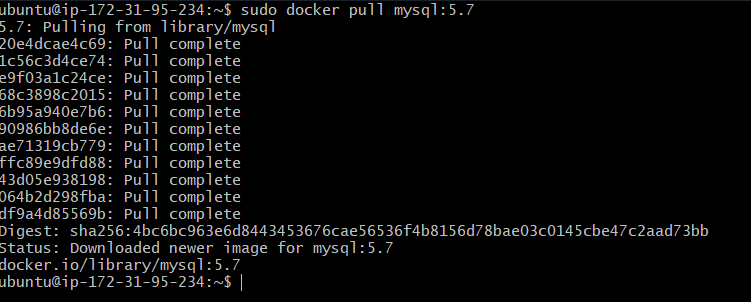 ubuntu@ip-172-31-95-234:~$ sudo docker pull mysql:5.7
5.7: Pulling from library/mysql
20e4dcae4c69: Pull complete
1c56c3d4ce74: Pull complete
e9f03a1c24ce: Pull complete
68c3898c2015: Pull complete
6b95a940e7b6: Pull complete
90986bb8de6e: Pull complete
ae71319cb779: Pull complete
ffc89e9dfd88: Pull complete
43d05e938198: Pull complete
064b2d298fba: Pull complete
df9a4d85569b: Pull complete
Digest: sha256:4bc6bc963e6d8443453676cae56536f4b8156d78bae03c0145cbe47c2aad73bb
Status: Downloaded newer image for mysql:5.7
docker.io/library/mysql:5.7
ubuntu@ip-172-31-95-234:~$